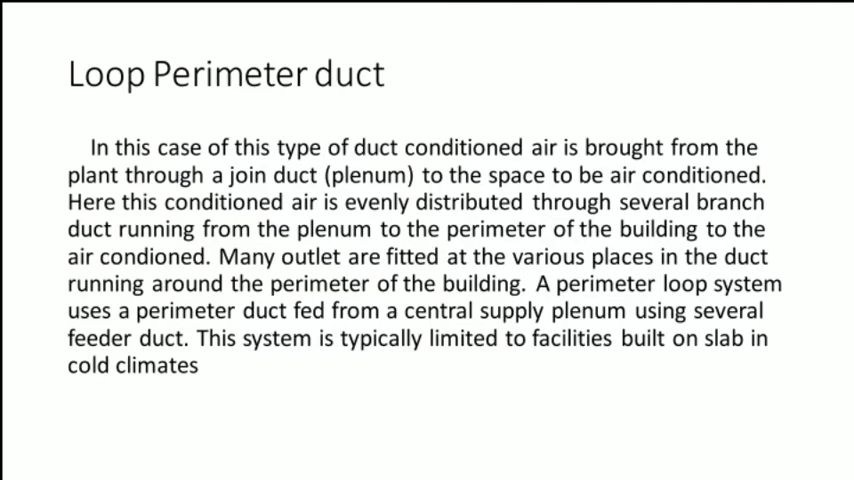 Loop Perimeter duct
In this case of this type of duct conditioned air is brought from the
plant through a join duct (plenum) to the space to be air conditioned.
Here this conditioned air is evenly distributed through several branch
duct running from the plenum to the perimeter of the building to the
air condioned. Many outlet are fitted at the various places in the duct
running around the perimeter of the building. A perimeter loop system
uses a perimeter duct fed from a central supply plenum using several
feeder duct. This system is typically limited to facilities built on slab in
cold climates